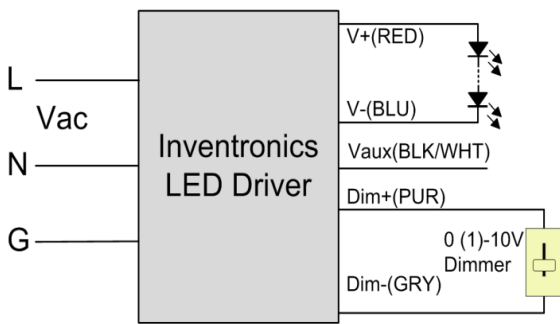 L
Vac
N
G
Inventronics
LED Driver
V+(RED)
V-(BLU)
Vaux(BLK/WHT)
Dim+(PUR)
0 (1)-10V
Dimmer
Dim-(GRY)